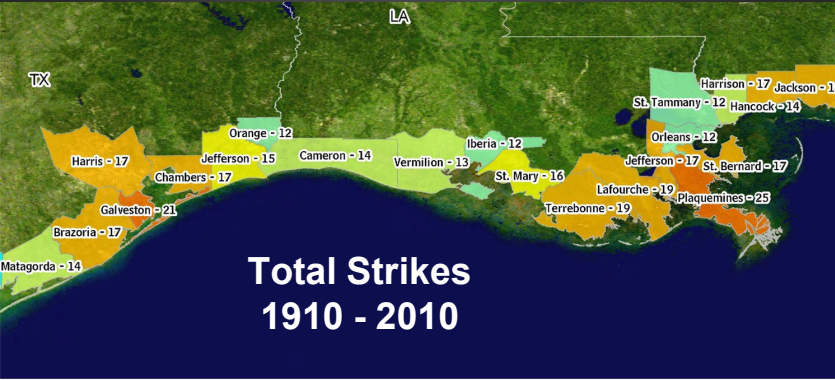 LA
TX
Harrison - 17
Jackson - 1
St. Tammany - 12
Hancock - 14
Orange - 12
Orleans - 12
Iberia - 12
Harris - 17
Jefferson - 15
Cameron - 14
Vermilion - 13
Jefferson - 17
St. Bernard - 17
Chambers - 17
St. Mary - 16
Lafourche - 19
Plaquemines - 25
Galveston - 21
Terrebonne - 19
Brazoria - 17
Matagorda - 14
Total Strikes
1910 - 2010